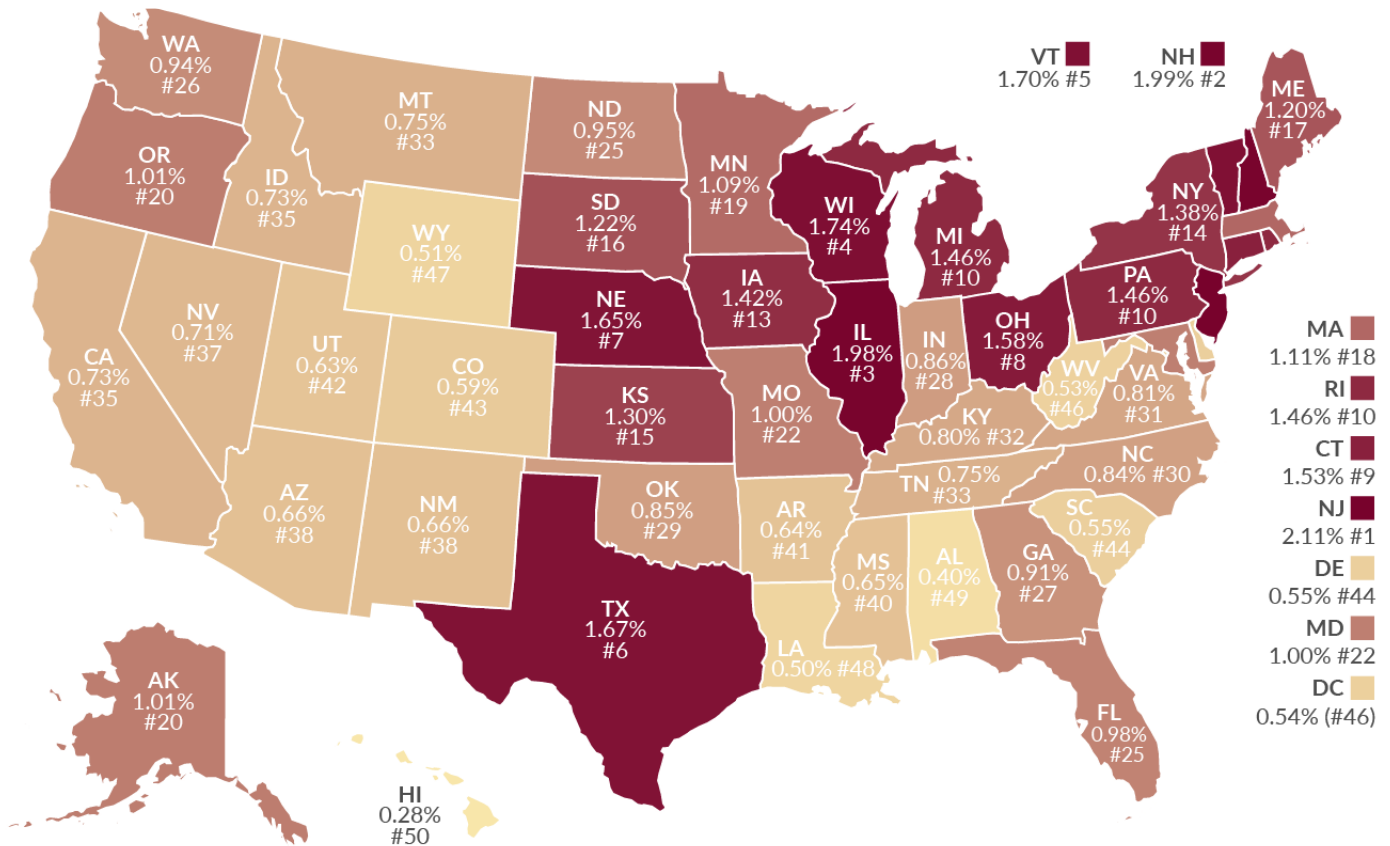 VT
1.70% #5
NH
1.99% #2
WA
0.94%
#26
MT
0.75%
#33
ND
0.95%
#25
ME
1.20%
#17
OR
1.01%
#20
ID
0.73%
#35
MN
1.09%
#19
SD
1.22%
#16
WI
1.74%
#4
NY
1.38%
#14
WY
0.51%
#47
MI
1.46%
#10
IA
1.42%
#13
PA
1.46%
#10
NE
1.65%
#7
NV
0.71%
#37
IL
1.98%
#3
OH
1.58%
#8
IN
0.86%
#28
UT
0.63%
#42
CA
0.73%
#35
CO
0.59%
#43
WV
0.53%
#46
VA
0.81%
#31
KS
1.30%
#15
MO
1.00%
#22
KY
0.80% #32
NC
0.84% #30
TN 0.75%
#33
AZ
0.66%
#38
NM
0.66%
#38
OK
0.85%
#29
AR
0.64%
#41
SC
0.55%
#44
MS
0.65%
#40
AL
0.40%
#49
GA
0.91%
#27
TX
1.67%
#6
LA
0.50% #48
FL
0.98%
#25
AK
1.01%
#20
HI
0.28%
#50
MA
1.11% #18
RI
1.46% #10
CT
1.53% #9
NJ
2.11% #1
DE
0.55% #44
MD
1.00% #22
DC
0.54% (#46)